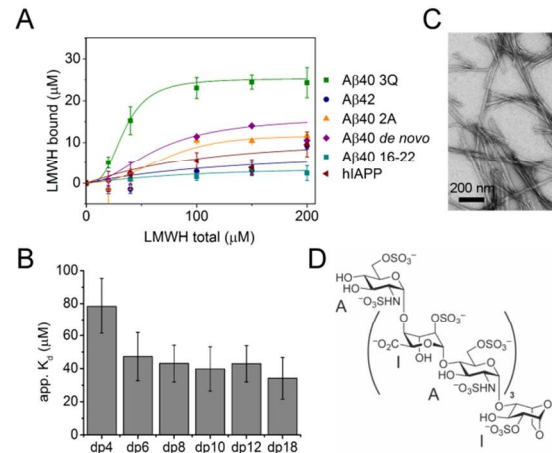 A
LMWH bound (μM)
30
20
10
0
0
50
100
150
200
LMWH total (μM)
Aβ40 3Q
Aβ42
Aβ40 2A
Aβ40 de novo
Aβ40 16-22
hIAPP
B
app. Kd (μM)
100
80
60
40
20
0
dp4
dp6
dp8
dp10
dp12
dp18
C
200 nm
D
OSO₃⁻
HO
HO
⁻O₃SHN
A
O
OSO₃⁻
⁻O₂C
OH
I
O
OSO₃⁻
O
HO
⁻O₃SHN
A
3
O
HO
⁻O₃SO
O
I